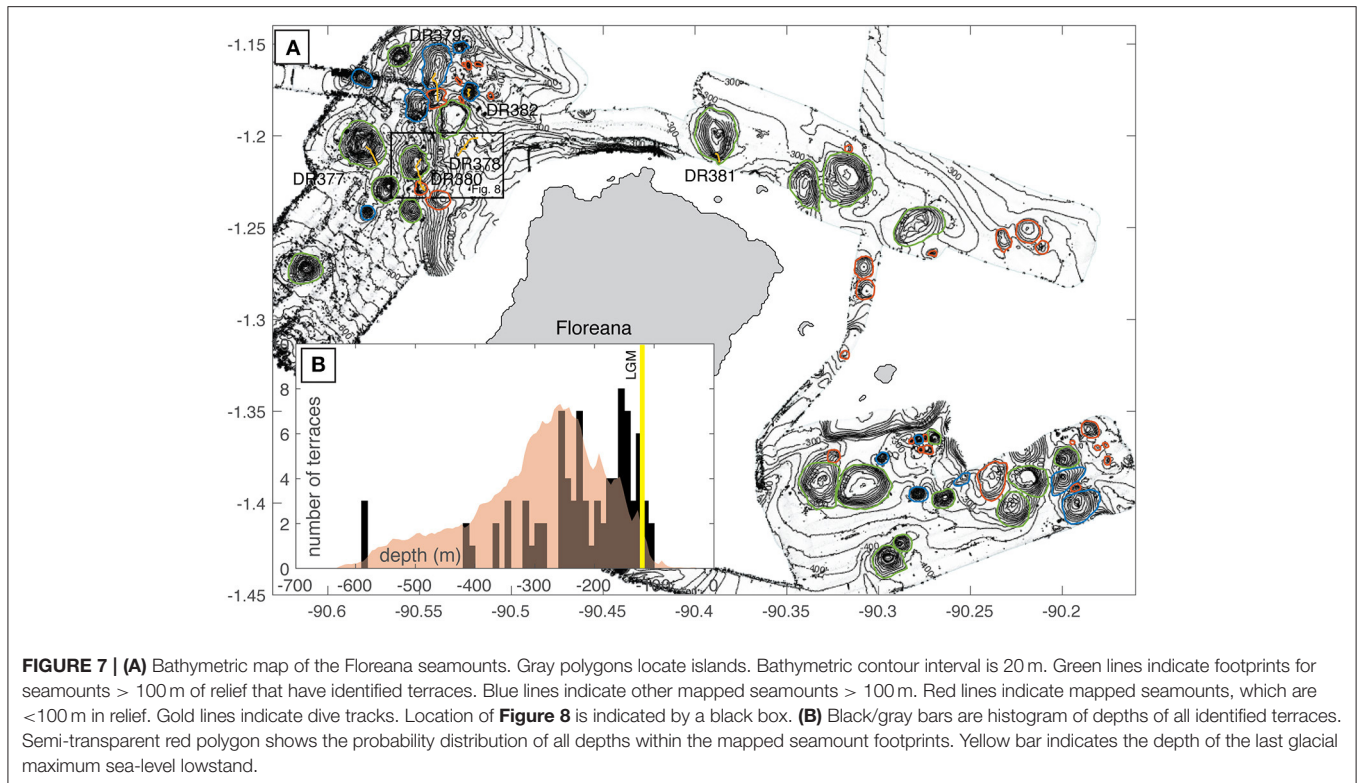 A
-1.15
-1.2
-1.25
-1.3
-1.35
-1.4
-1.45
DR379
DR382
DR378
DR380
Fig. 8
DR377
DR381
-300
-300
300
300
300
400
400
400
Floreana
B
LGM
number of terraces
8
6
4
2
0
depth (m)
-700
-600
-500
-400
-300
-200
-100
0
-90.6
-90.55
-90.5
-90.45
-90.4
-90.35
-90.3
-90.25
-90.2
FIGURE 7 | (A) Bathymetric map of the Floreana seamounts. Gray polygons locate islands. Bathymetric contour interval is 20 m. Green lines indicate footprints for
seamounts > 100 m of relief that have identified terraces. Blue lines indicate other mapped seamounts > 100 m. Red lines indicate mapped seamounts, which are
<100 m in relief. Gold lines indicate dive tracks. Location of Figure 8 is indicated by a black box. (B) Black/gray bars are histogram of depths of all identified terraces.
Semi-transparent red polygon shows the probability distribution of all depths within the mapped seamount footprints. Yellow bar indicates the depth of the last glacial
maximum sea-level lowstand.